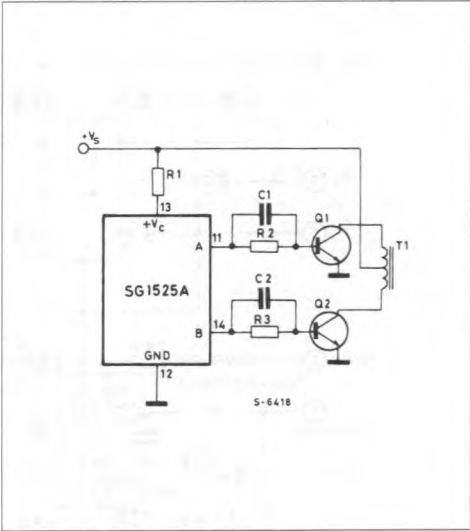 +Vs
R1
13
+Vc
C1
Q1
11
A
R2
T1
SG1525A
C2
Q2
14
B
R3
GND
12
S-6418